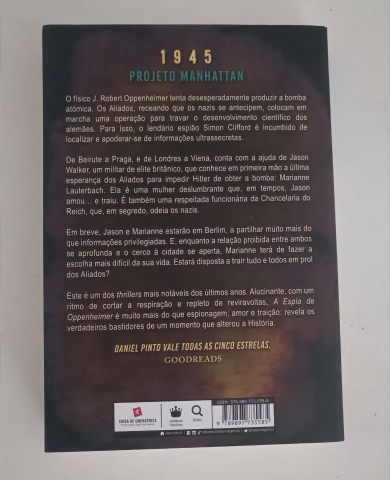 1945
PROJETO MANHATTAN
O físico J. Robert Oppenheimer tenta desesperadamente produzir a bomba
atómica. Os Aliados, receando que os nazis se antecipem, colocam em
marcha uma operação para travar o desenvolvimento científico dos
alemães. Para isso, o lendário espião Simon Clifford é incumbido de
localizar e apoderar-se de informações ultrassecretas.
De Beirute a Praga, e de Londres a Viena, conta com a ajuda de Jason
Walker, um militar de elite britânico, que conhece em primeira mão a última
esperança dos Aliados para impedir Hitler de obter a bomba: Marianne
Lauterbach. Ela é uma mulher deslumbrante que, em tempos, Jason
amou... e traiu. É também uma respeitada funcionária da Chancelaria do
Reich, que, em segredo, odeia os nazis.
Em breve, Jason e Marianne estarão em Berlim, a partilhar muito mais do
que informações privilegiadas. E, enquanto a relação proibida entre ambos
se aprofunda e o cerco à cidade se aperta, Marianne terá de fazer a
escolha mais difícil da sua vida. Estará disposta a trair tudo e todos em prol
dos Aliados?
Este é um dos thrillers mais notáveis dos últimos anos. Alucinante, com um
ritmo de cortar a respiração e repleto de reviravoltas, A Espia de
Oppenheimer é muito mais do que espionagem, amor e traição: revela os
verdadeiros bastidores de um momento que alterou a História.
DANIEL PINTO VALE TODAS AS CINCO ESTRELAS.
GOODREADS
SAÍDA DE EMERGÊNCIA
9 789897 735585